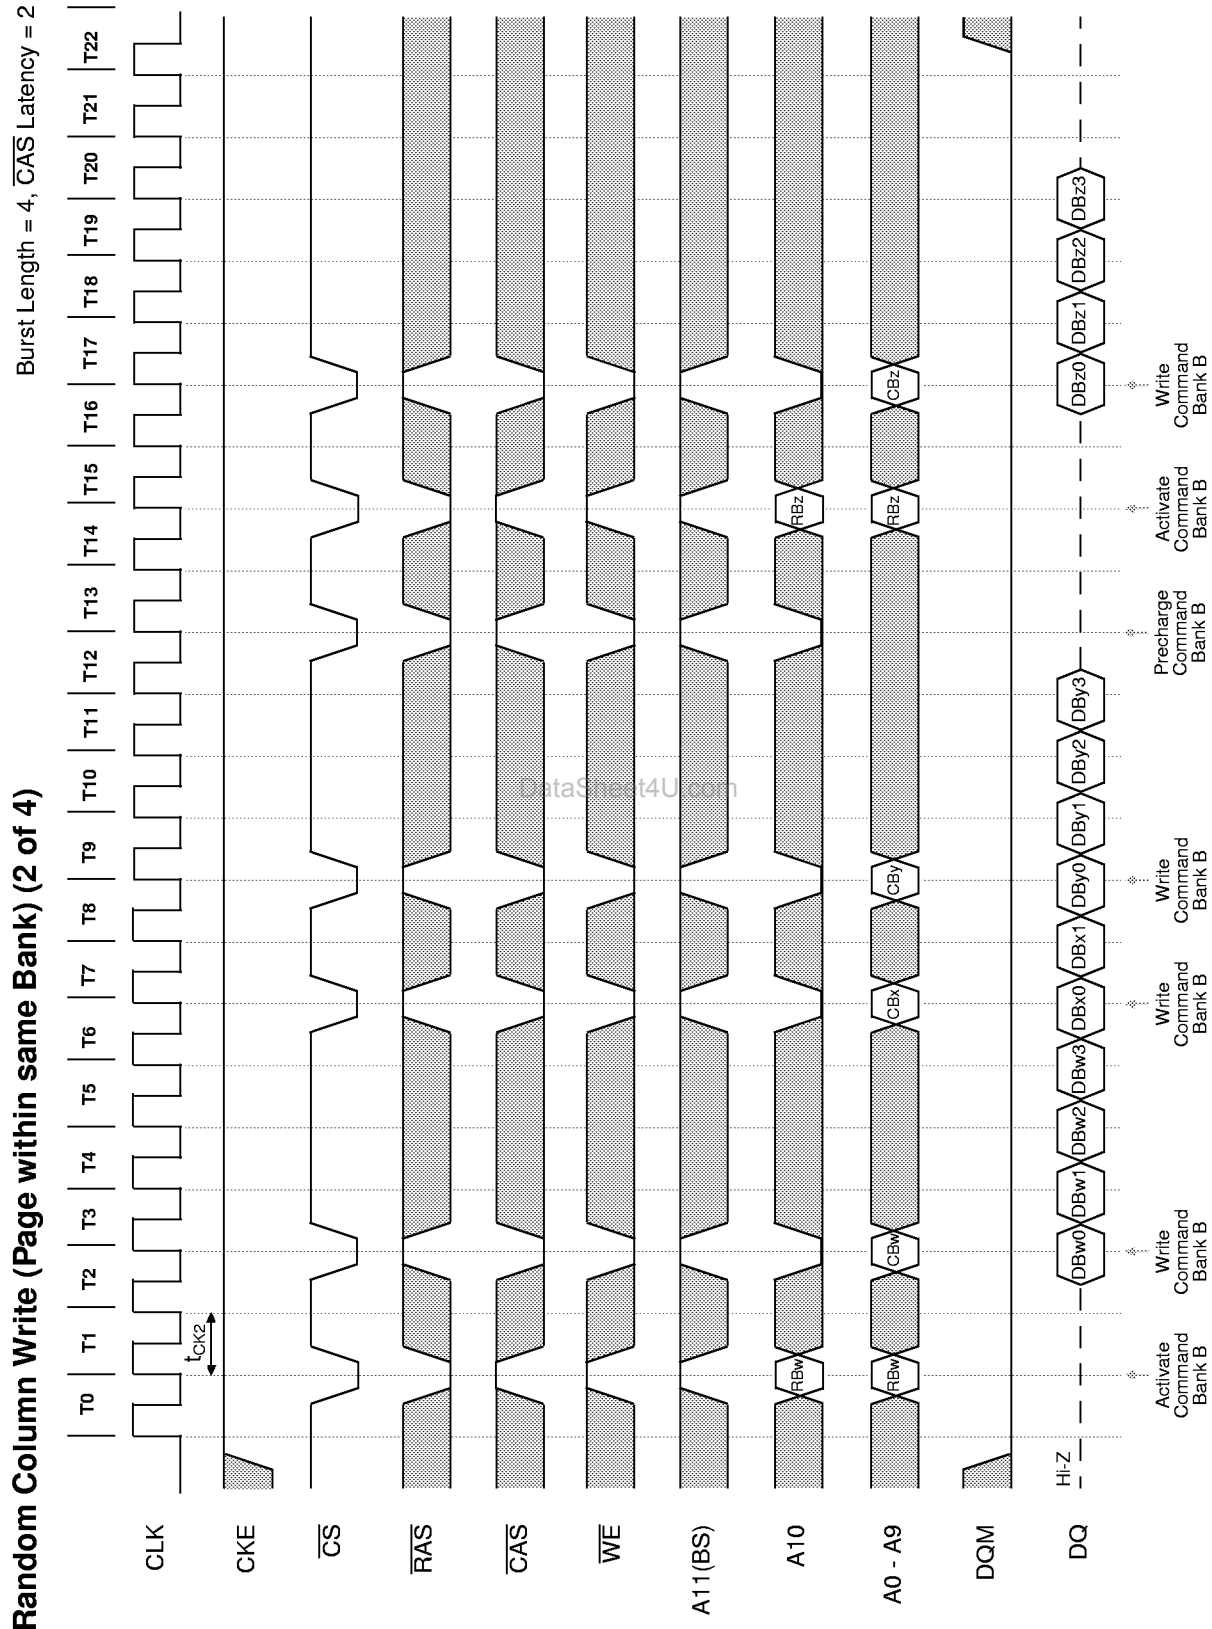 Random Column Write (Page within same Bank) (2 of 4)
Burst Length = 4, CAS Latency = 2
T0 T1 T2 T3 T4 T5 T6 T7 T8 T9 T10 T11 T12 T13 T14 T15 T16 T17 T18 T19 T20 T21 T22
CLK
tCK2
CKE
CS
RAS
CAS
WE
DataSheet4U.com
A11(BS)
A10
RBw RBz
A0 - A9
RBw CBw CBx CBy RBz CBz
DQM
DQ
Hi-Z
DBw0 DBw1 DBw2 DBw3 DBx0 DBx1 DBy0 DBy1 DBy2 DBy3 DBz0 DBz1 DBz2 DBz3
Activate
Command
Bank B
Write
Command
Bank B
Write
Command
Bank B
Write
Command
Bank B
Precharge
Command
Bank B
Activate
Command
Bank B
Write
Command
Bank B